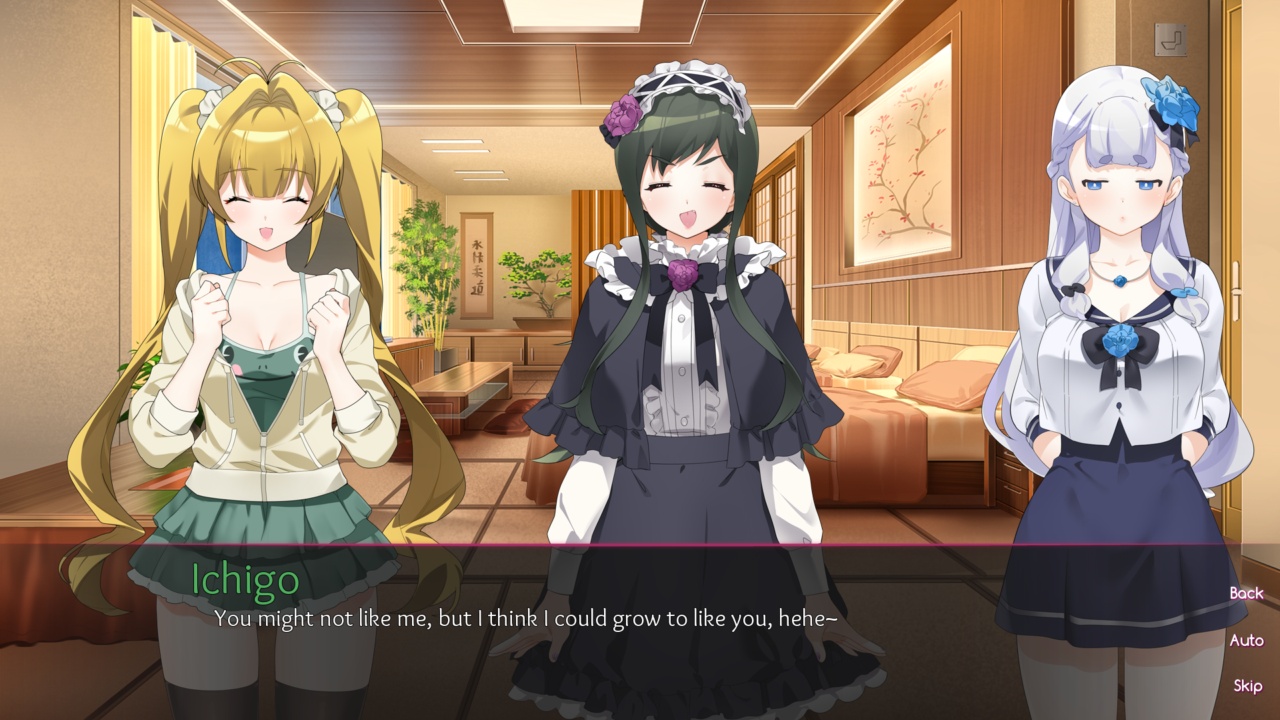 Ichigo
You might not like me, but I think I could grow to like you, hehe~
Back
Auto
Skip